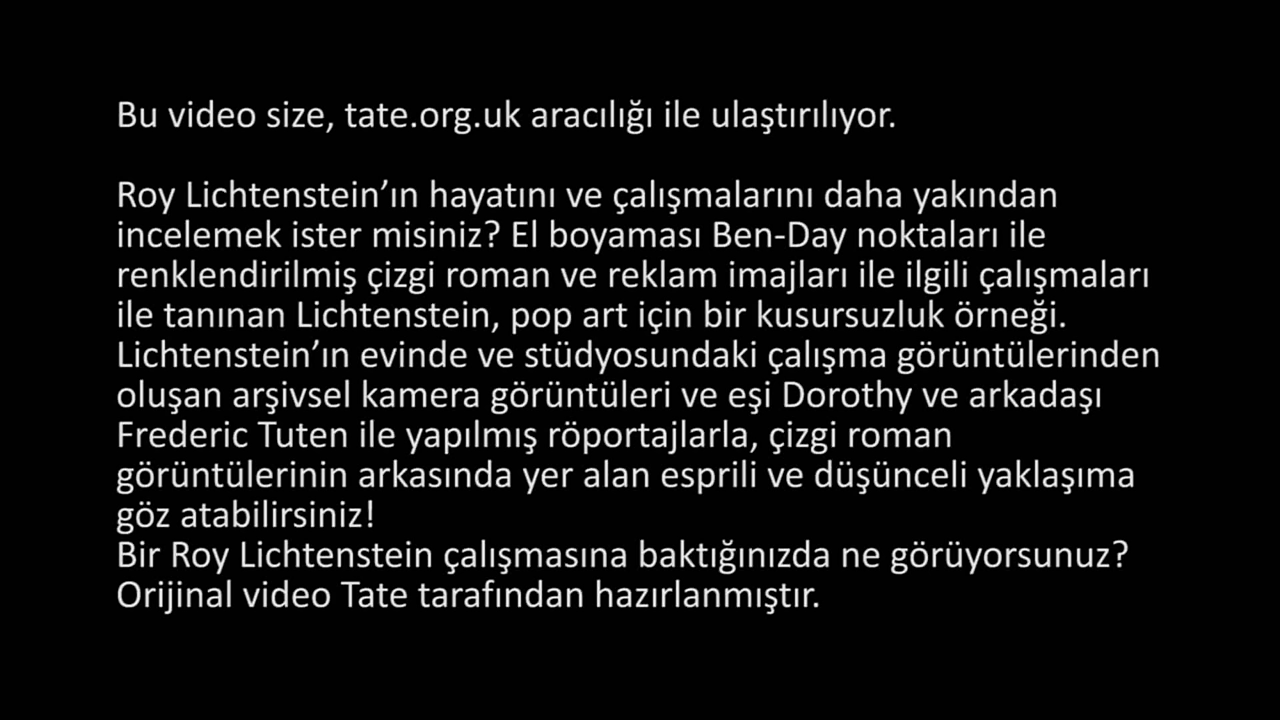 Bu video size, tate.org.uk aracılığı ile ulaştırılıyor.
Roy Lichtenstein’ın hayatını ve çalışmalarını daha yakından
incelemek ister misiniz? El boyaması Ben-Day noktaları ile
renklendirilmiş çizgi roman ve reklam imajları ile ilgili çalışmaları
ile tanınan Lichtenstein, pop art için bir kusursuzluk örneği.
Lichtenstein’ın evinde ve stüdyosundaki çalışma görüntülerinden
oluşan arşivsel kamera görüntüleri ve eşi Dorothy ve arkadaşı
Frederic Tuten ile yapılmış röportajlarla, çizgi roman
görüntülerinin arkasında yer alan esprili ve düşünceli yaklaşıma
göz atabilirsiniz!
Bir Roy Lichtenstein çalışmasına baktığınızda ne görüyorsunuz?
Orijinal video Tate tarafından hazırlanmıştır.